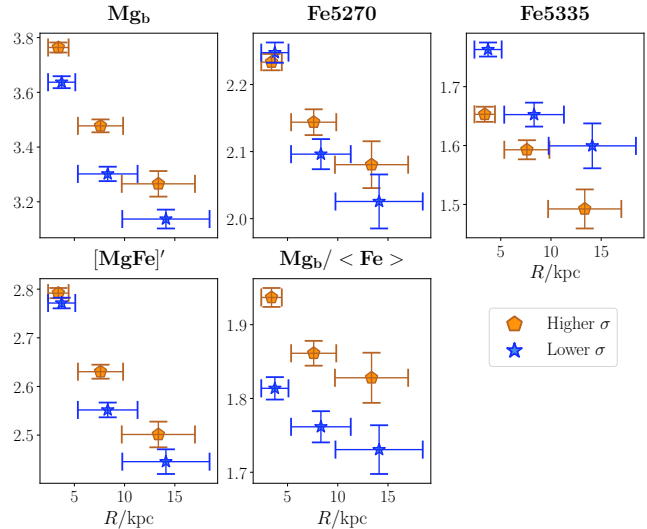 Mg_b
Fe5270
Fe5335
3.8
3.6
3.4
3.2
2.2
2.1
2.0
1.7
1.6
1.5
5 10 15
R/kpc
[MgFe]′
Mg_b/ < Fe >
2.8
2.7
2.6
2.5
1.9
1.8
1.7
Higher σ
Lower σ
5 10 15
R/kpc
5 10 15
R/kpc